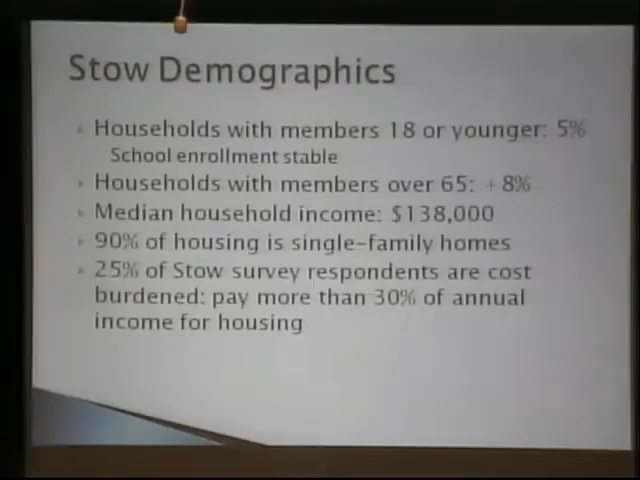 Stow Demographics
Households with members 18 or younger: 5%
School enrollment stable
Households with members over 65: +8%
Median household income: $138,000
90% of housing is single-family homes
25% of Stow survey respondents are cost
burdened: pay more than 30% of annual
income for housing